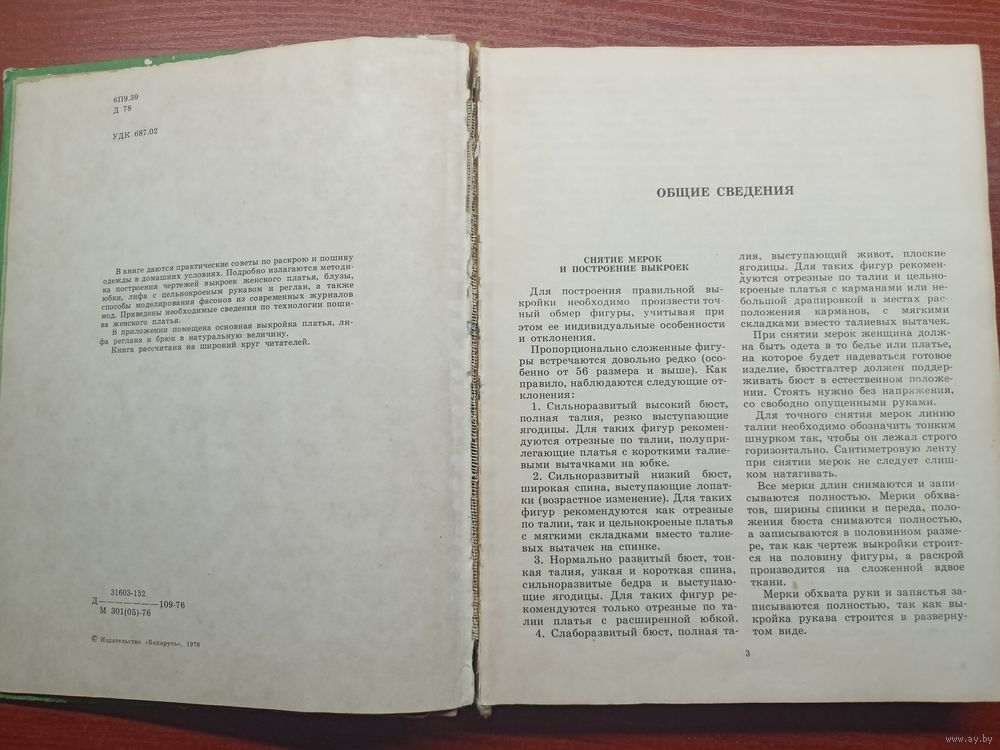 6П9.39
Д 78
УДК 687.02
В книге даются практические советы по раскрою и пошиву
одежды в домашних условиях. Подробно излагаются методи-
ка построения чертежей выкроек женского платья, блузы,
юбки, лифа с цельнокроеным рукавом и реглан, а также
способы моделирования фасонов из современных журналов
мод. Приведены необходимые сведения по технологии поши-
ва женского платья.
В приложении помещена основная выкройка платья, ли-
фа реглана и брюк в натуральную величину.
Книга рассчитана на широкий круг читателей.
31603-152
Д— — — — — —109-76
М 301(05)-76
© Издательство «Беларусь», 1976
ОБЩИЕ СВЕДЕНИЯ
СНЯТИЕ МЕРОК
И ПОСТРОЕНИЕ ВЫКРОЕК
Для построения правильной вы-
кройки необходимо произвести точ-
ный обмер фигуры, учитывая при
этом ее индивидуальные особенности
и отклонения.
Пропорционально сложенные фигу-
ры встречаются довольно редко (осо-
бенно от 56 размера и выше). Как
правило, наблюдаются следующие от-
клонения:
1. Сильноразвитый высокий бюст,
полная талия, резко выступающие
ягодицы. Для таких фигур рекомен-
дуются отрезные по талии, полупри-
легающие платья с короткими талие-
выми вытачками на юбке.
2. Сильноразвитый низкий бюст,
широкая спина, выступающие лопат-
ки (возрастное изменение). Для таких
фигур рекомендуются как отрезные
по талии, так и цельнокроеные платья
с мягкими складками вместо талие-
вых вытачек на спинке.
3. Нормально развитый бюст, тон-
кая талия, узкая и короткая спина,
сильноразвитые бедра и выступаю-
щие ягодицы. Для таких фигур ре-
комендуются только отрезные по та-
лии платья с расширенной юбкой.
4. Слаборазвитый бюст, полная та-
лия, выступающий живот, плоские
ягодицы. Для таких фигур рекомен-
дуются отрезные по талии и цельно-
кроеные платья с карманами или не-
большой драпировкой в местах рас-
положения карманов, с мягкими
складками вместо талиевых вытачек.
При снятии мерок женщина долж-
на быть одета в то белье или платье,
на которое будет надеваться готовое
изделие, бюстгалтер должен поддер-
живать бюст в естественном положе-
нии. Стоять нужно без напряжения,
со свободно опущенными руками.
Для точного снятия мерок линию
талии необходимо обозначить тонким
шнурком так, чтобы он лежал строго
горизонтально. Сантиметровую ленту
при снятии мерок не следует слиш-
ком натягивать.
Все мерки длин снимаются и запи-
сываются полностью. Мерки обхва-
тов, ширины спинки и переда, поло-
жения бюста снимаются полностью,
а записываются в половинном разме-
ре, так как чертеж выкройки строит-
ся на половину фигуры, а раскрой
производится на сложенной вдвое
ткани.
Мерки обхвата руки и запястья за-
писываются полностью, так как вы-
кройка рукава строится в разверну-
том виде.
3
www.ay.by